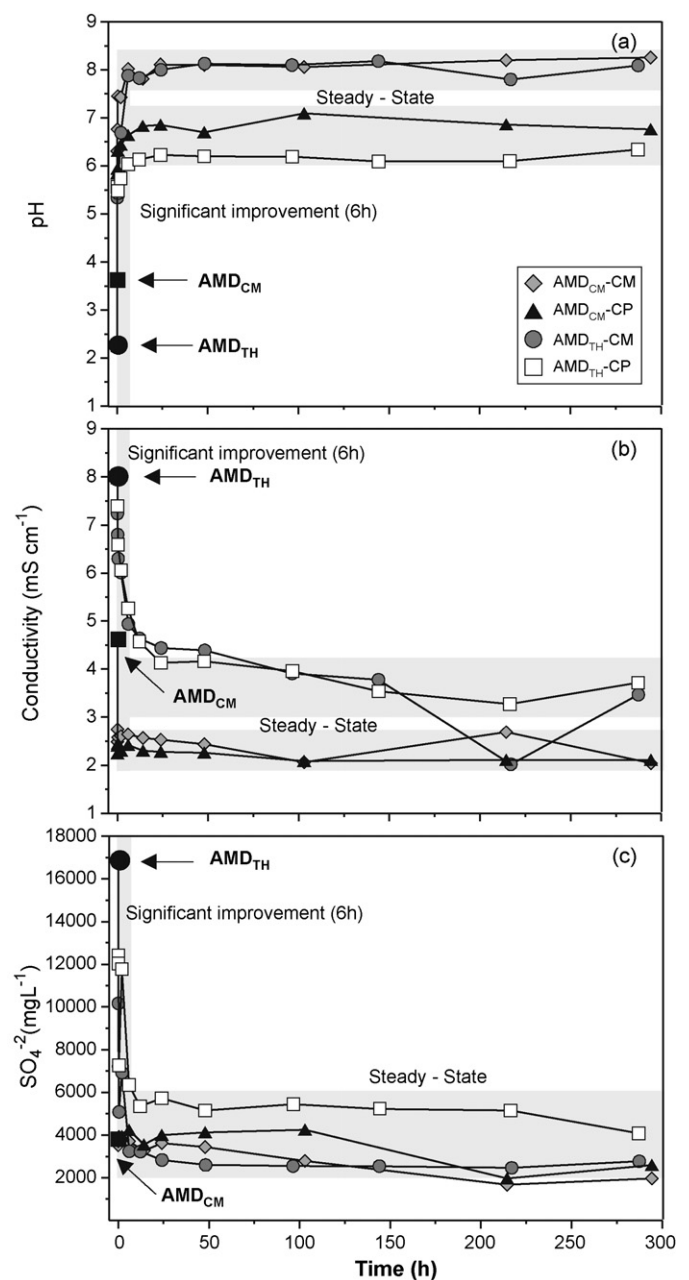 9
(a)
8
Steady - State
7
6
pH
5
Significant improvement (6h)
4
AMD_CM
AMD_CM-CM
3
AMD_CM-CP
AMD_TH
AMD_TH-CM
2
AMD_TH-CP
1
9
Significant improvement (6h)
(b)
8
AMD_TH
7
6
Conductivity (mS cm⁻¹)
5
4
AMD_CM
3
Steady - State
2
1
18000
(c)
AMD_TH
16000
14000
Significant improvement (6h)
12000
10000
SO₄⁻²(mgL⁻¹)
8000
Steady - State
6000
4000
2000
AMD_CM
0
0 50 100 150 200 250 300
Time (h)